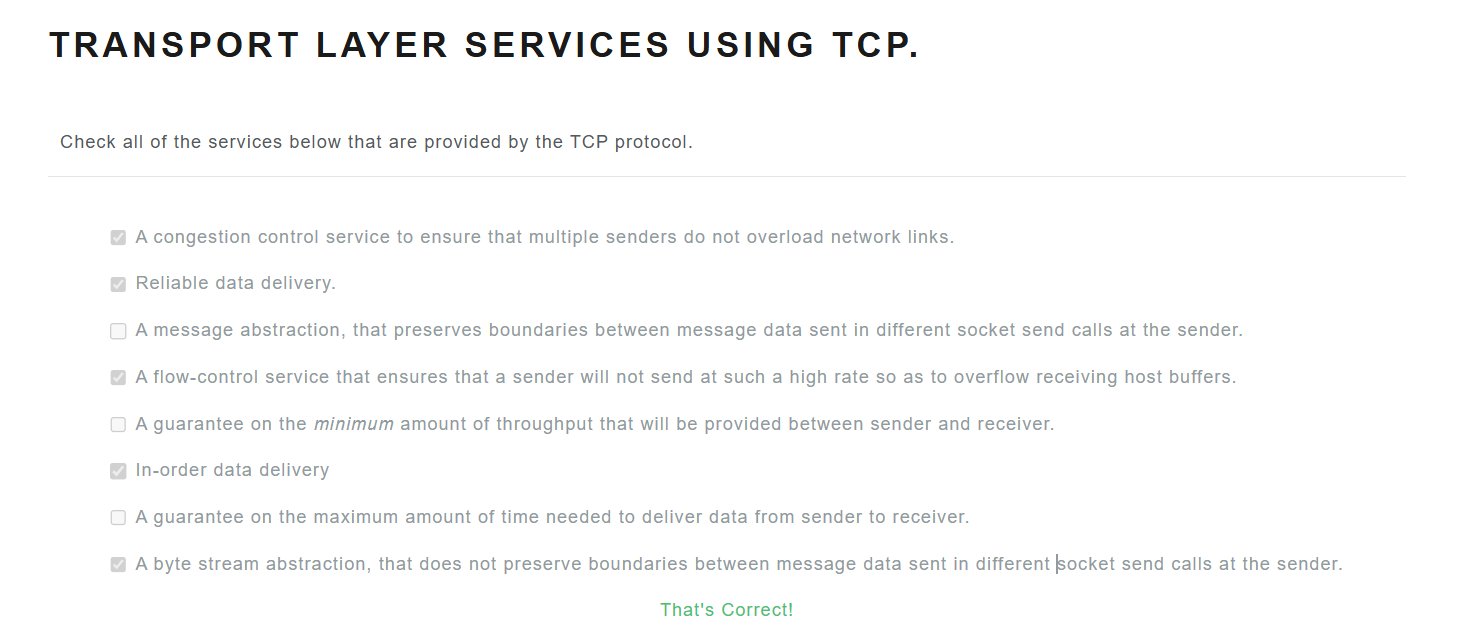 TRANSPORT LAYER SERVICES USING TCP.
Check all of the services below that are provided by the TCP protocol.
A congestion control service to ensure that multiple senders do not overload network links.
Reliable data delivery.
A message abstraction, that preserves boundaries between message data sent in different socket send calls at the sender.
A flow-control service that ensures that a sender will not send at such a high rate so as to overflow receiving host buffers.
A guarantee on the minimum amount of throughput that will be provided between sender and receiver.
In-order data delivery
A guarantee on the maximum amount of time needed to deliver data from sender to receiver.
A byte stream abstraction, that does not preserve boundaries between message data sent in different socket send calls at the sender.
That's Correct!